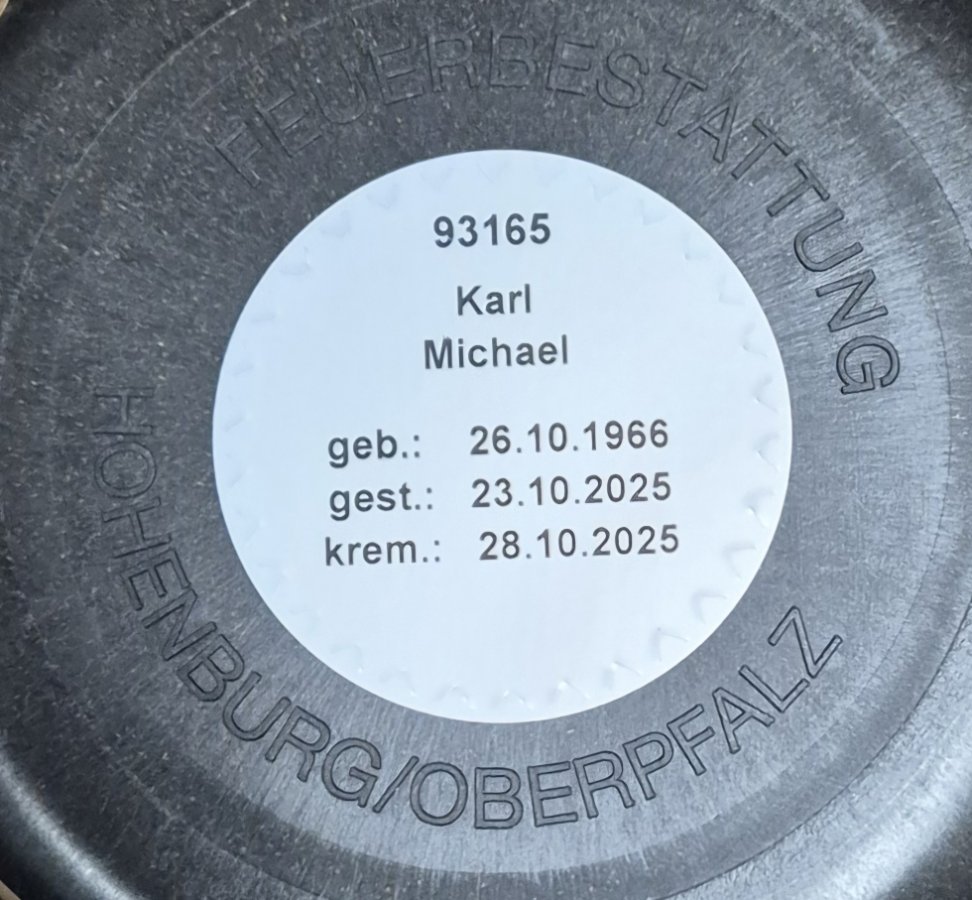 FEUERBESTATTUNG
93165
Karl
Michael
geb.: 26.10.1966
gest.: 23.10.2025
krem.: 28.10.2025
HOHENBURG/OBERPFALZ